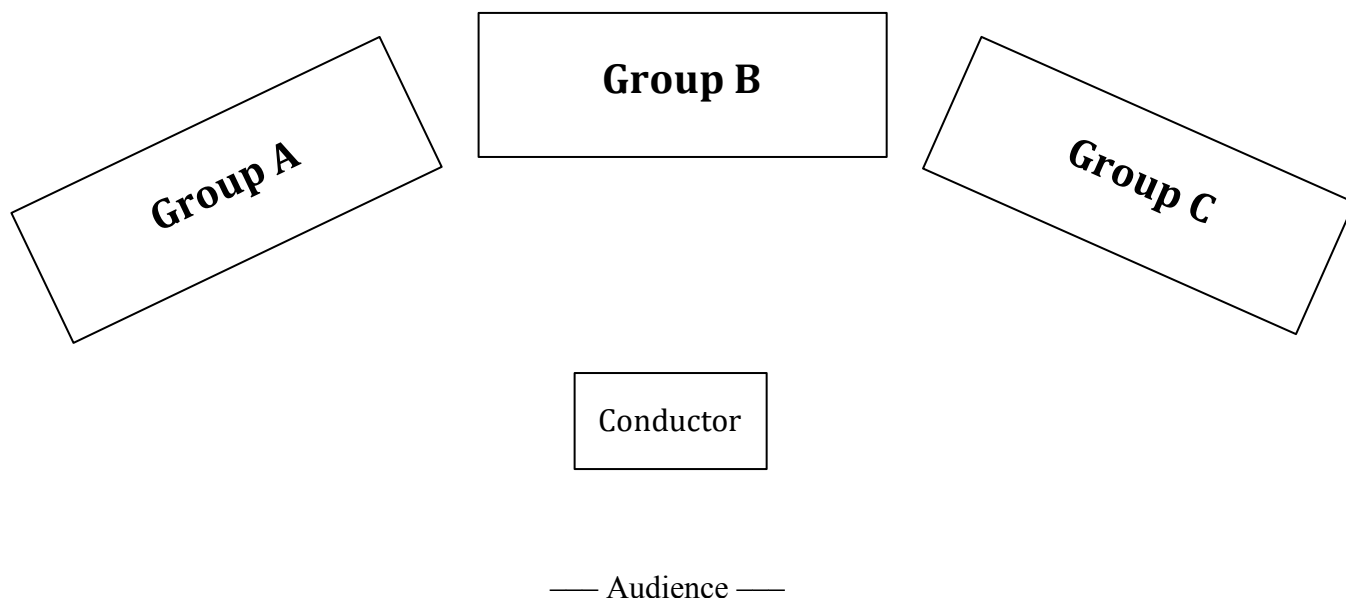 Group A
Group B
Group C
Conductor
—– Audience —–